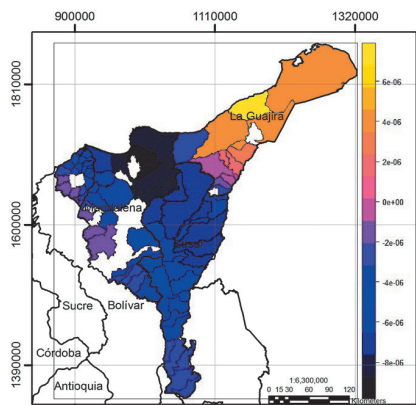 900000
1110000
1320000
1810000
6e-06
La Guajira
4e-06
2e-06
0e+00
1600000
-2e-06
Sucre
Bolívar
-4e-06
-6e-06
Córdoba
1:6,300,000
-8e-06
1390000
Antioquia
0 15 30 60 90 120
Kilometers